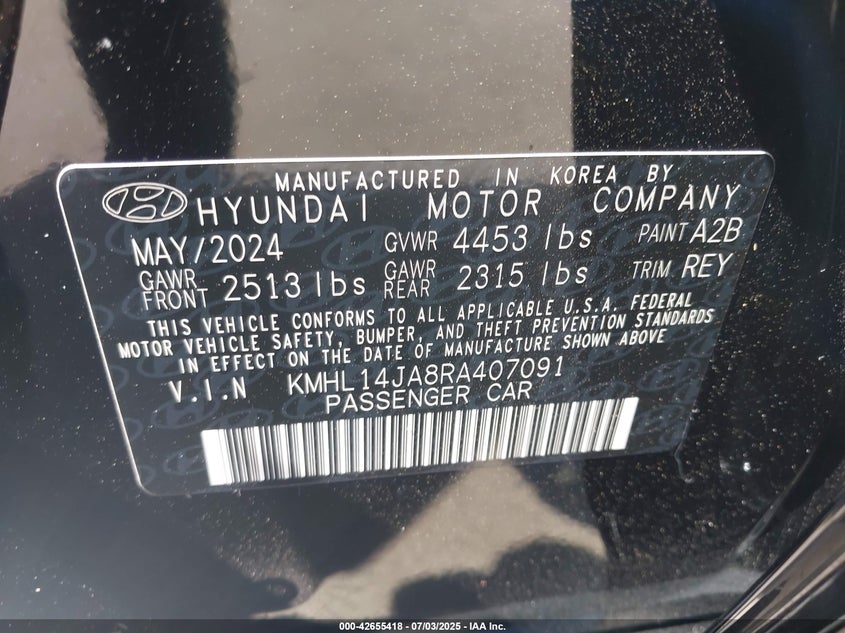 MANUFACTURED IN KOREA BY
HYUNDAI MOTOR COMPANY
MAY/2024 GVWR 4453 lbs PAINT A2B
GAWR FRONT 2513 lbs GAWR REAR 2315 lbs TRIM REY
THIS VEHICLE CONFORMS TO ALL APPLICABLE U.S.A. FEDERAL
MOTOR VEHICLE SAFETY, BUMPER, AND THEFT PREVENTION STANDARDS
IN EFFECT ON THE DATE OF MANUFACTURE SHOWN ABOVE
V.I.N KMHL14JA8RA407091
PASSENGER CAR
000-42655418 - 07/03/2025 - IAA Inc.